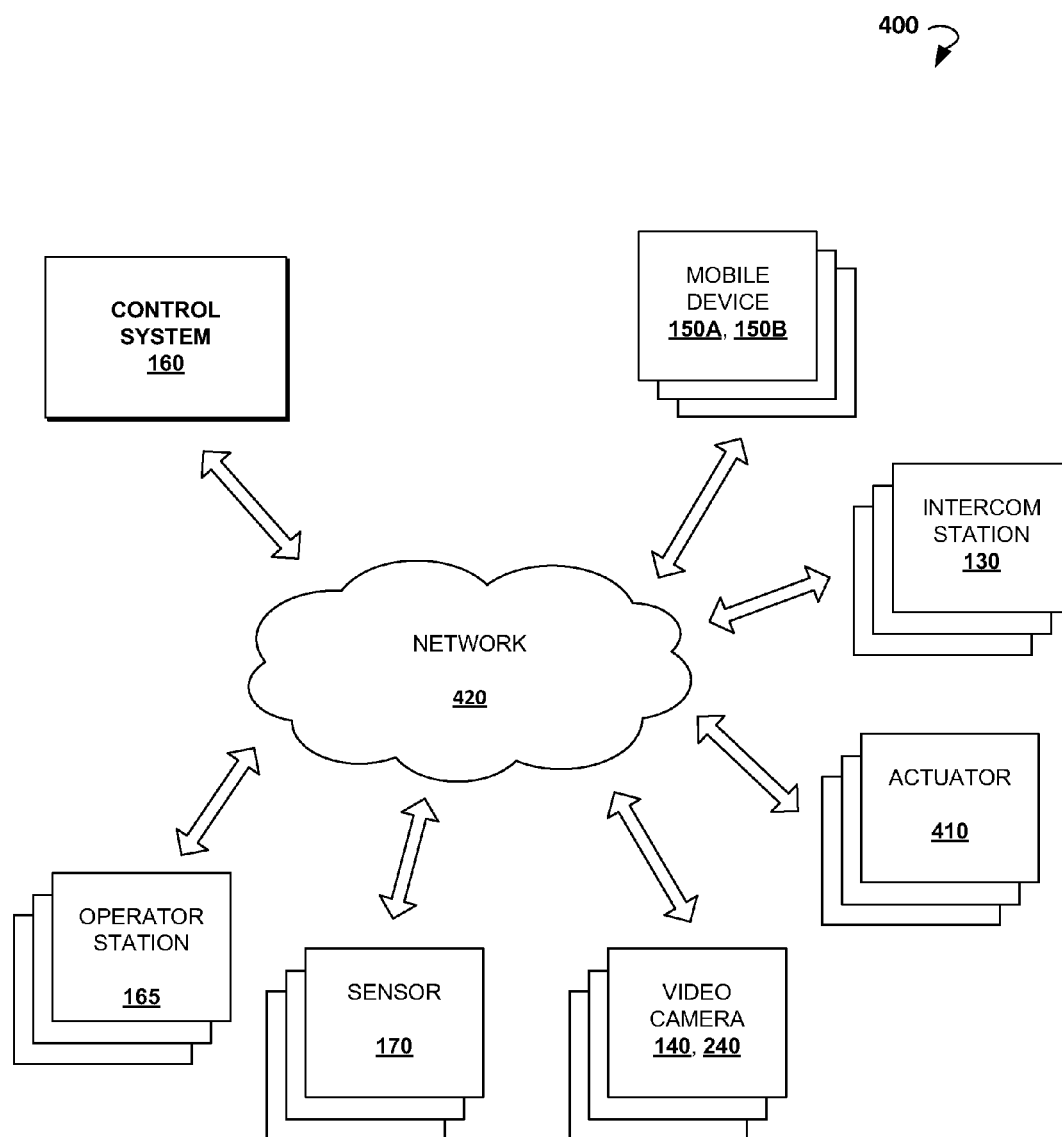 400
CONTROL
SYSTEM
160
MOBILE
DEVICE
150A, 150B
INTERCOM
STATION
130
NETWORK
420
ACTUATOR
410
OPERATOR
STATION
165
SENSOR
170
VIDEO
CAMERA
140, 240